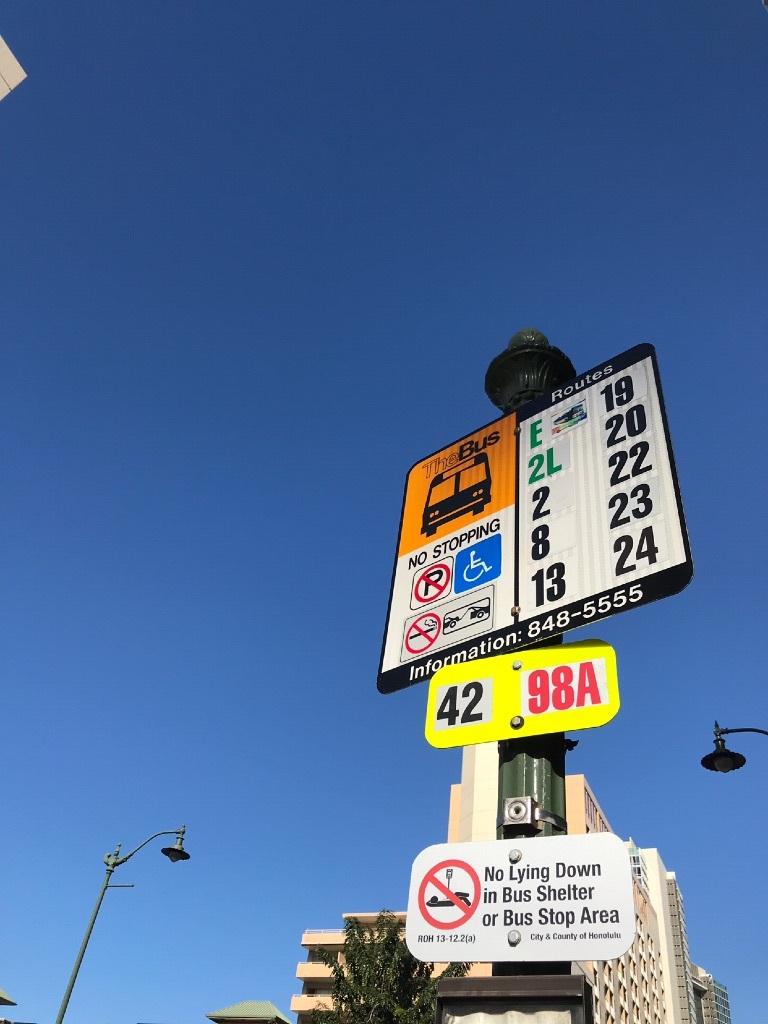 Routes
TheBus
E 19
2L 20
2 22
8 23
13 24
NO STOPPING
P
Information: 848-5555
42 98A
No Lying Down
in Bus Shelter
or Bus Stop Area
ROH 13-12.2(a) City & County of Honolulu